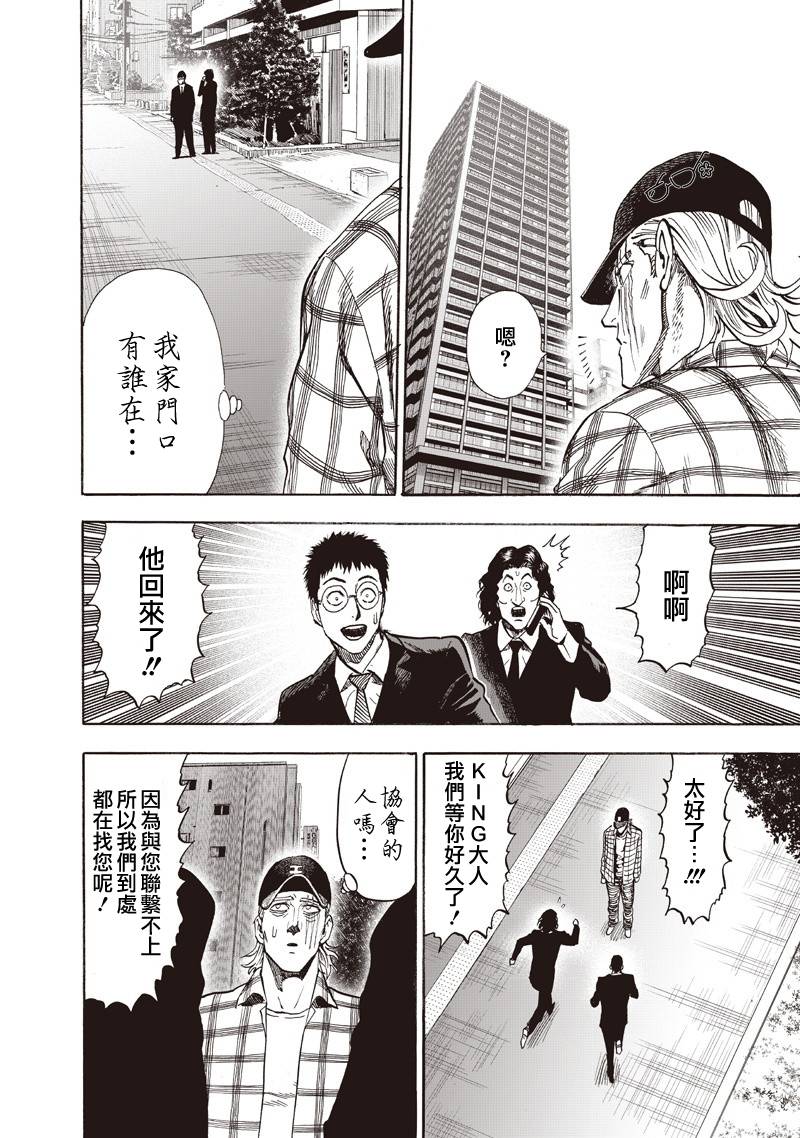 嗯?
我家門口
有誰在…
啊啊
他回來了!!
太好了…!!!
KING大人
我們等你好久了!
協會的
人嗎…
因為與您聯繫不上
所以我們到處
都在找您呢!